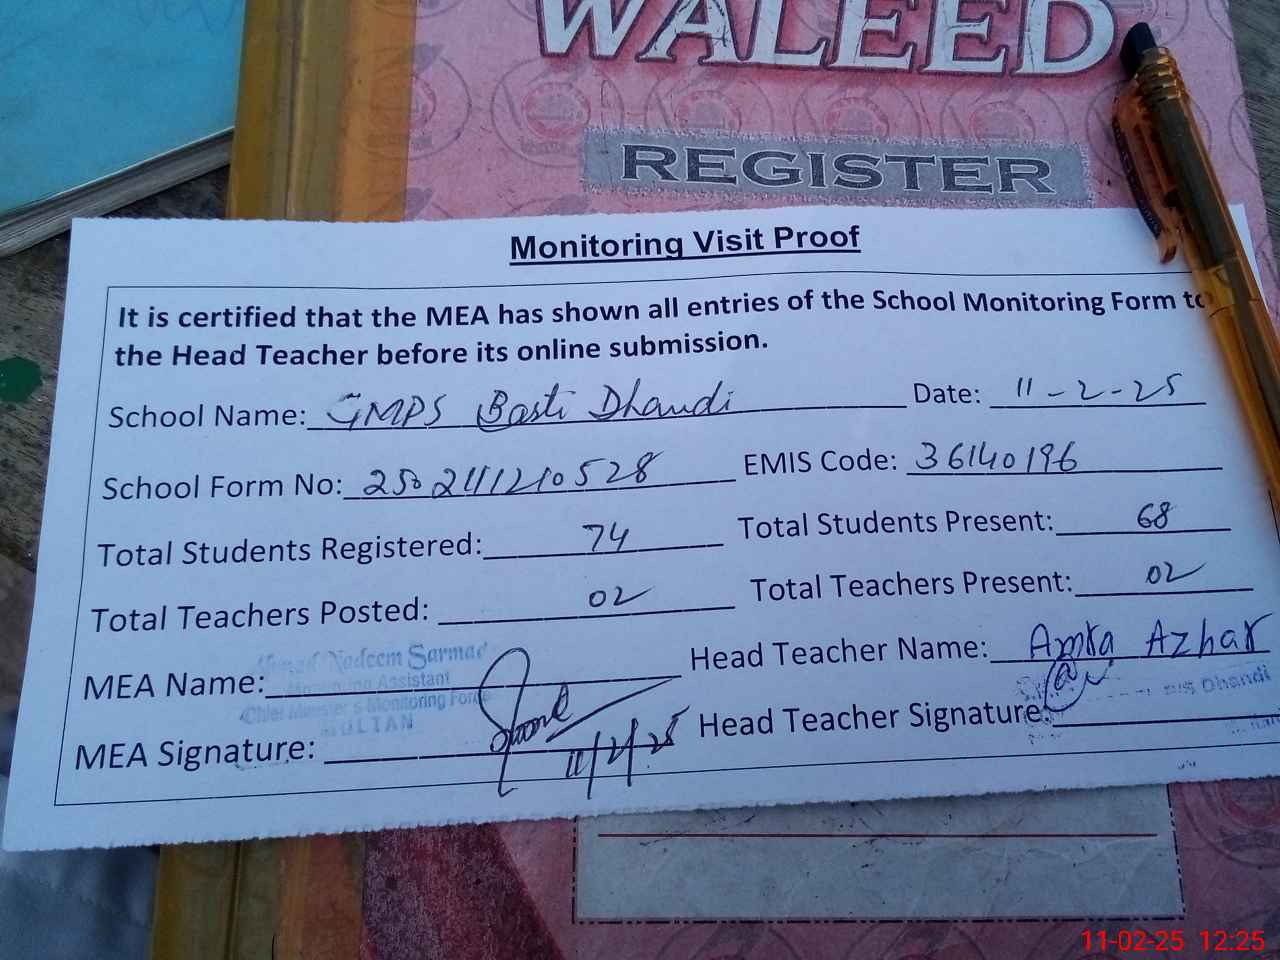 WALEED
REGISTER
Monitoring Visit Proof
It is certified that the MEA has shown all entries of the School Monitoring Form to
the Head Teacher before its online submission.
School Name: GMPS Basti Dhandi Date: 11-2-25
School Form No: EMIS Code: 36140196
Total Students Registered: 74 Total Students Present: 68
Total Teachers Posted: 02 Total Teachers Present: 02
MEA Name: Ahmad Nadeem Sarmad Head Teacher Name: Azhar
Monitoring Assistant
Chief Minister's Monitoring Force
MULTAN
MEA Signature: 11/2/25 Head Teacher Signature: Dhandi
11-02-25 12:25